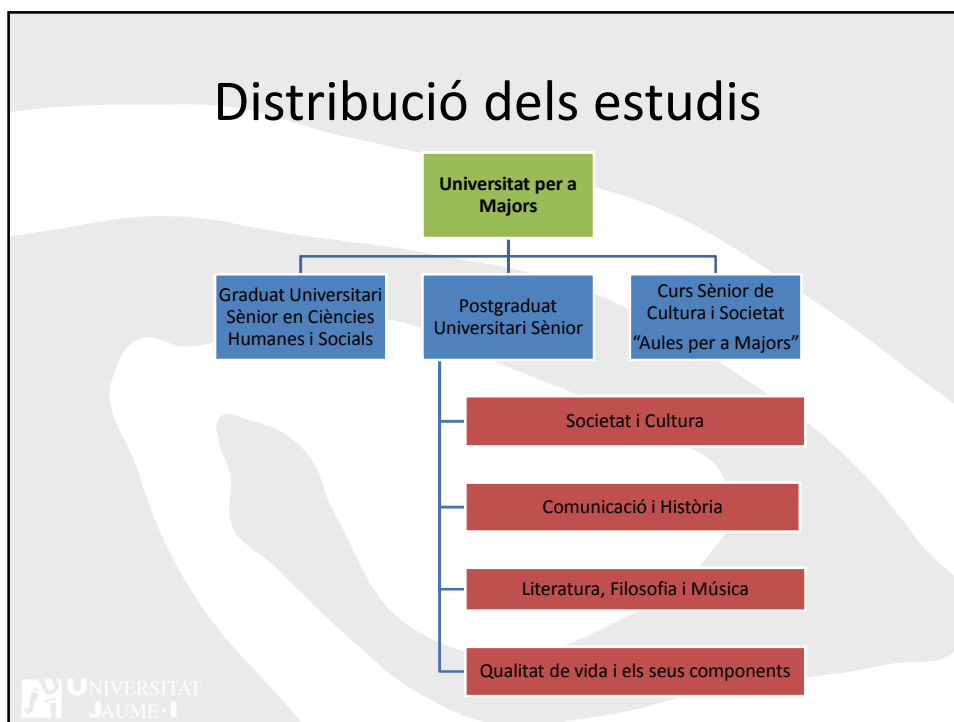 Distribució dels estudis
Universitat per a
Majors
Graduat Universitari
Sènior en Ciències
Humanes i Socials
Postgraduat
Universitari Sènior
Curs Sènior de
Cultura i Societat
“Aules per a Majors”
Societat i Cultura
Comunicació i Història
Literatura, Filosofia i Música
Qualitat de vida i els seus components
UNIVERSITAT
JAUME·I